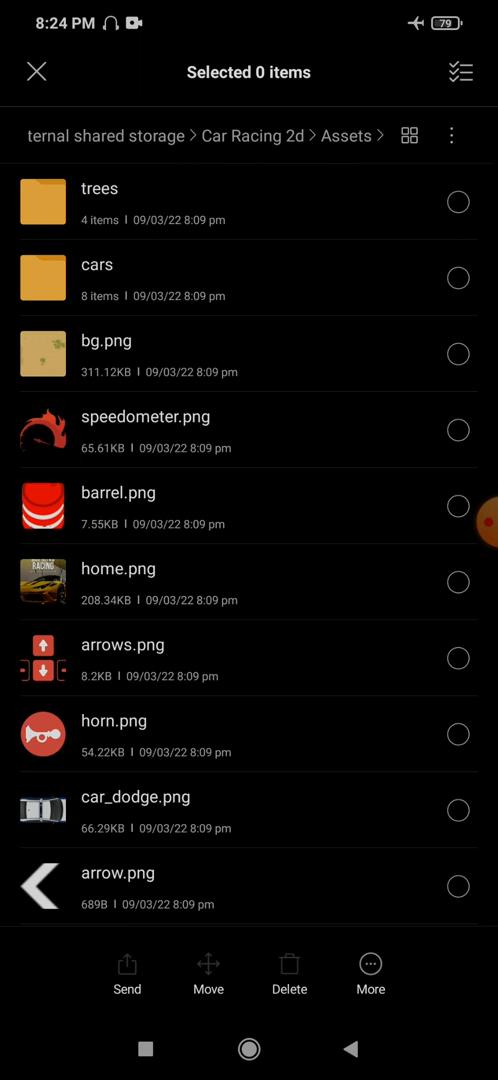 8:24 PM 79
Selected 0 items
ternal shared storage > Car Racing 2d > Assets >
trees
4 items | 09/03/22 8:09 pm
cars
8 items | 09/03/22 8:09 pm
bg.png
311.12KB | 09/03/22 8:09 pm
speedometer.png
65.61KB | 09/03/22 8:09 pm
barrel.png
7.55KB | 09/03/22 8:09 pm
RACING
home.png
208.34KB | 09/03/22 8:09 pm
arrows.png
8.2KB | 09/03/22 8:09 pm
horn.png
54.22KB | 09/03/22 8:09 pm
car_dodge.png
66.29KB | 09/03/22 8:09 pm
arrow.png
689B | 09/03/22 8:09 pm
Send Move Delete More